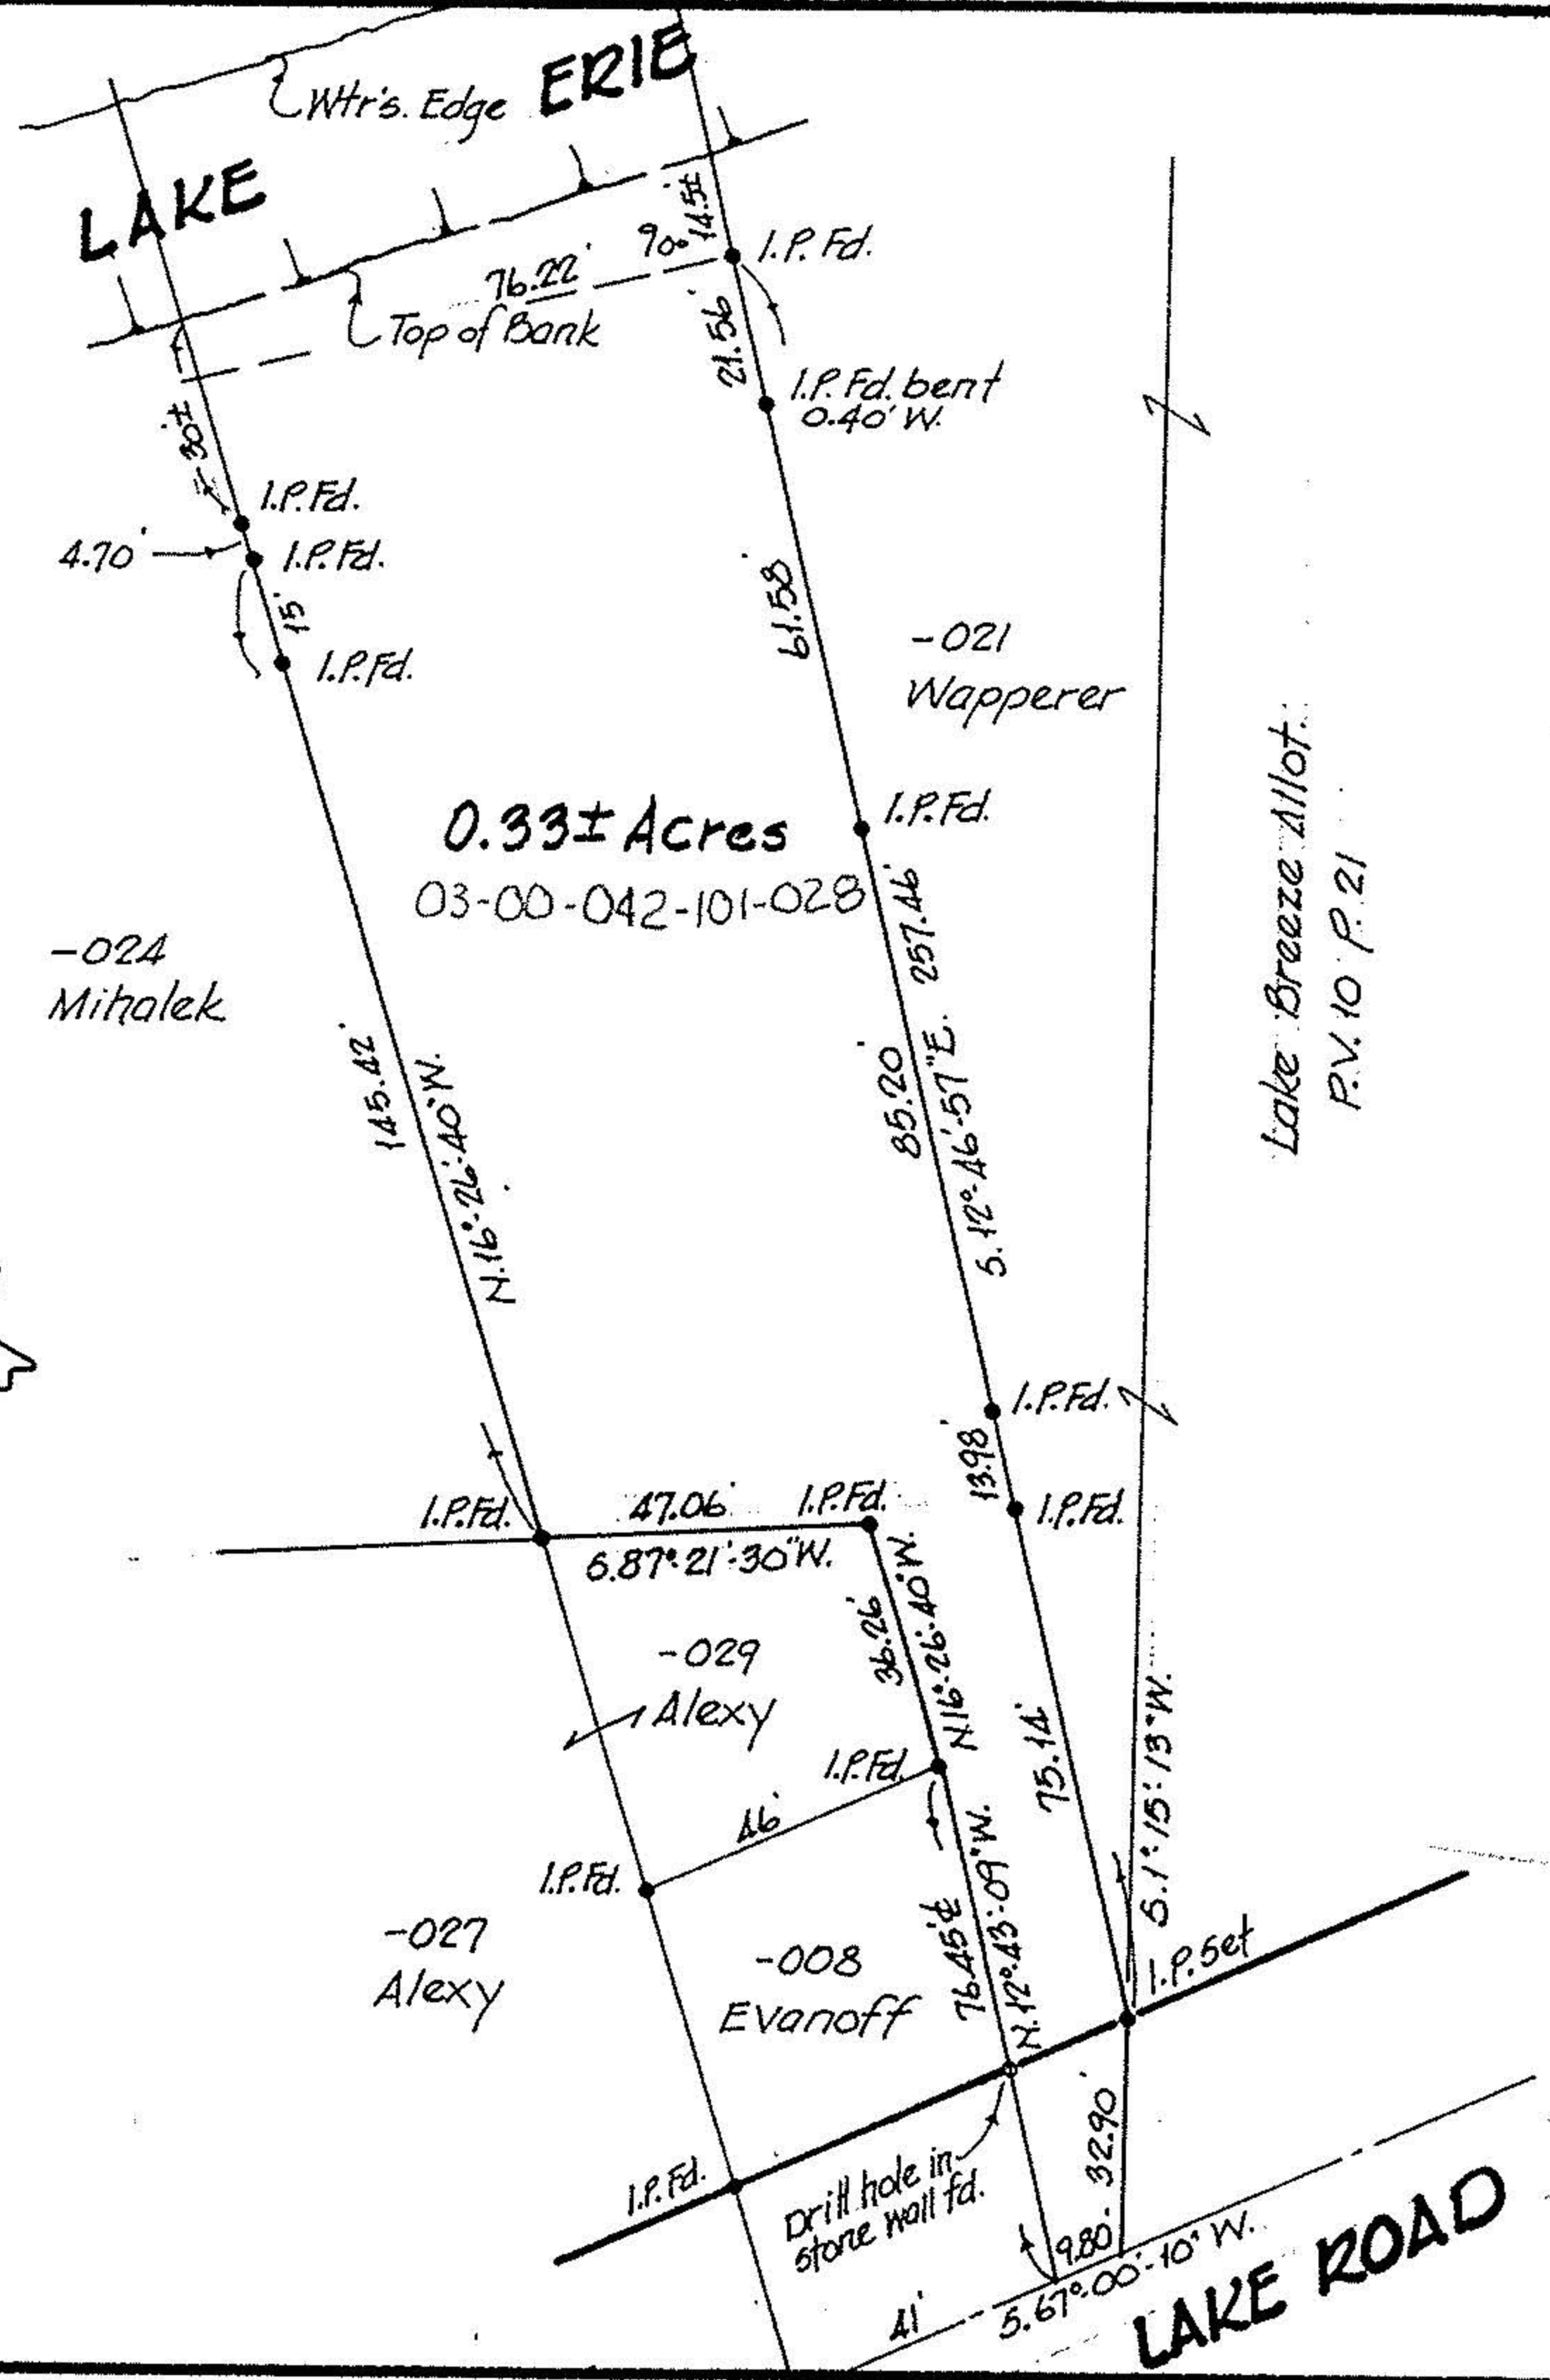 Wtr's. Edge
LAKE ERIE
90°
14.5±
I.P. Fd.
76.22'
Top of Bank
21.56'
I.P. Fd. bent
0.40' W.
30'±
I.P. Fd.
4.70'
I.P. Fd.
15'
I.P. Fd.
61.58'
-021
Wapperer
Lake Breeze Allot.
P.V. 10 P. 21
0.33± Acres
03-00-042-101-028
I.P. Fd.
-024
Mihalek
145.42'
N.16°-26'-40"W.
257.46'
85.20'
S.12°-46'-57"E.
I.P. Fd.
13.98'
I.P. Fd.
I.P. Fd.
47.06'
I.P. Fd.
S.87°-21'-30"W.
36.26'
N.16°-26'-40"W.
-029
Alexy
I.P. Fd.
46'
75.14'
S.1°-15'-13"W.
I.P. Fd.
76.45'±
N.12°-43'-09"W.
-027
Alexy
-008
Evanoff
I.P. Set
I.P. Fd.
Drill hole in
stone wall fd.
32.90'
9.80'
41'
S.67°-00'-10"W.
LAKE ROAD